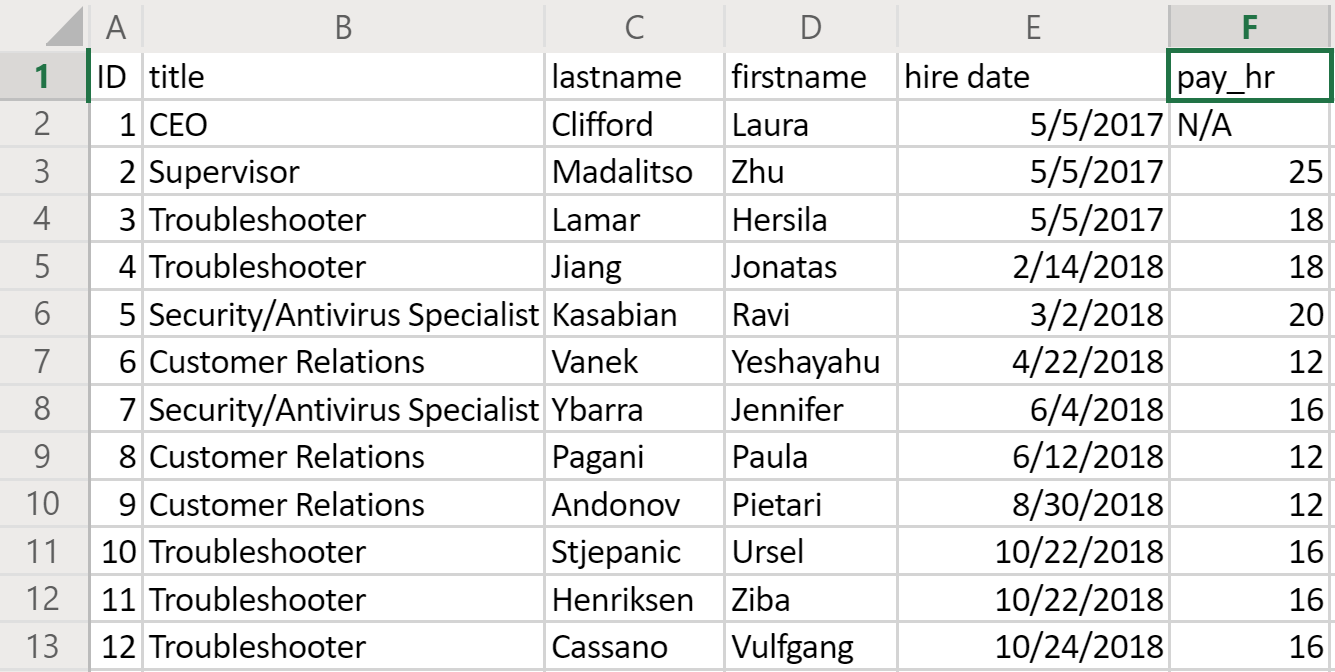 A B C D E F
1 ID title lastname firstname hire date pay_hr
2 1 CEO Clifford Laura 5/5/2017 N/A
3 2 Supervisor Madalitso Zhu 5/5/2017 25
4 3 Troubleshooter Lamar Hersila 5/5/2017 18
5 4 Troubleshooter Jiang Jonatas 2/14/2018 18
6 5 Security/Antivirus Specialist Kasabian Ravi 3/2/2018 20
7 6 Customer Relations Vanek Yeshayahu 4/22/2018 12
8 7 Security/Antivirus Specialist Ybarra Jennifer 6/4/2018 16
9 8 Customer Relations Pagani Paula 6/12/2018 12
10 9 Customer Relations Andonov Pietari 8/30/2018 12
11 10 Troubleshooter Stjepanic Ursel 10/22/2018 16
12 11 Troubleshooter Henriksen Ziba 10/22/2018 16
13 12 Troubleshooter Cassano Vulfgang 10/24/2018 16